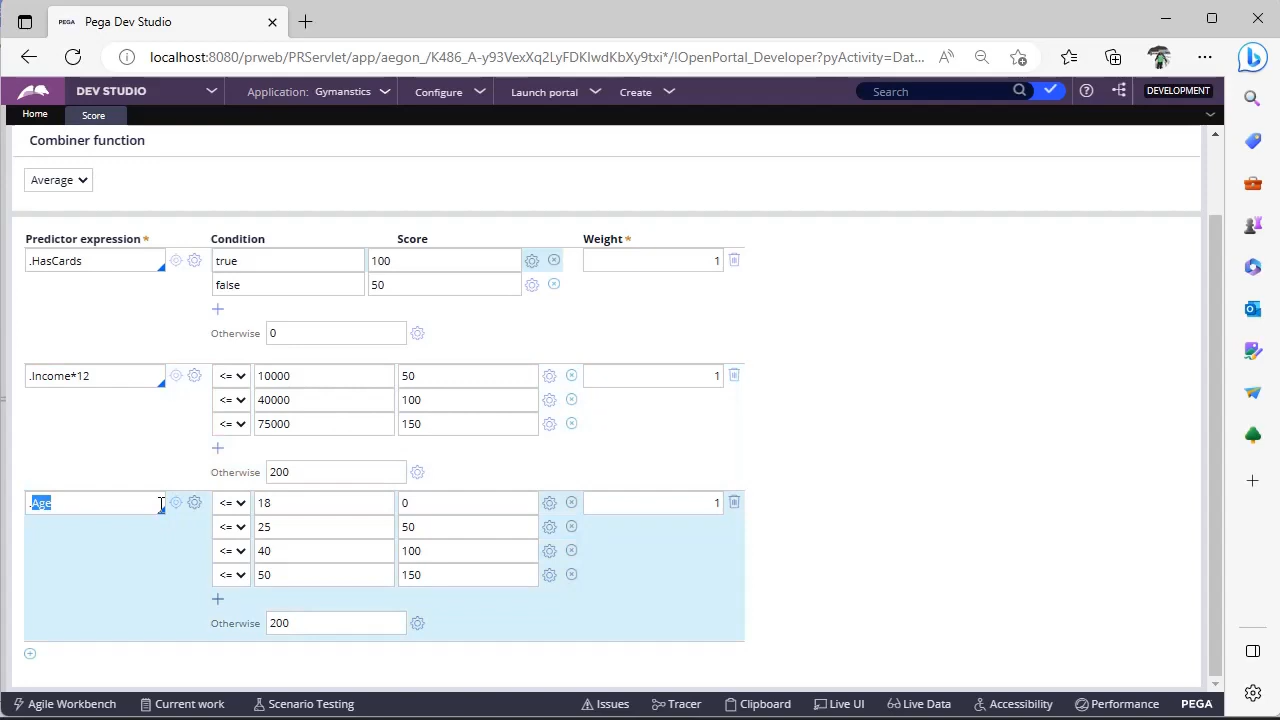 PEGA Pega Dev Studio
localhost:8080/prweb/PRServlet/app/aegon_/K486_A-y93VexXq2UyFDKIwdKbXy9txi*/!OpenPortal_Developer?pyActivity=Dat...
DEV STUDIO Application: Gymanstics Configure Launch portal Create Search DEVELOPMENT
Home Score
Combiner function
Average
Predictor expression * Condition Score Weight *
.HasCards true 100 1
false 50
Otherwise 0
.Income*12 <= 10000 50 1
<= 40000 100
<= 75000 150
Otherwise 200
.Age <= 18 0 1
<= 25 50
<= 40 100
<= 50 150
Otherwise 200
Agile Workbench Current work Scenario Testing Issues Tracer Clipboard Live UI Live Data Accessibility Performance PEGA